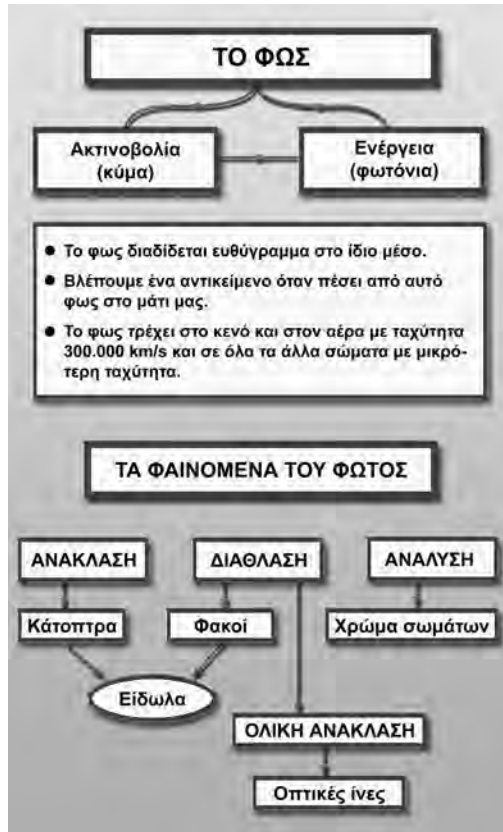 ΤΟ ΦΩΣ
Ακτινοβολία
(κύμα)
Ενέργεια
(φωτόνια)
● Το φως διαδίδεται ευθύγραμμα στο ίδιο μέσο.
● Βλέπουμε ένα αντικείμενο όταν πέσει από αυτό
φως στο μάτι μας.
● Το φως τρέχει στο κενό και στον αέρα με ταχύτητα
300.000 km/s και σε όλα τα άλλα σώματα με μικρό-
τερη ταχύτητα.
ΤΑ ΦΑΙΝΟΜΕΝΑ ΤΟΥ ΦΩΤΟΣ
ΑΝΑΚΛΑΣΗ
ΔΙΑΘΛΑΣΗ
ΑΝΑΛΥΣΗ
Κάτοπτρα
Φακοί
Χρώμα σωμάτων
Είδωλα
ΟΛΙΚΗ ΑΝΑΚΛΑΣΗ
Οπτικές ίνες